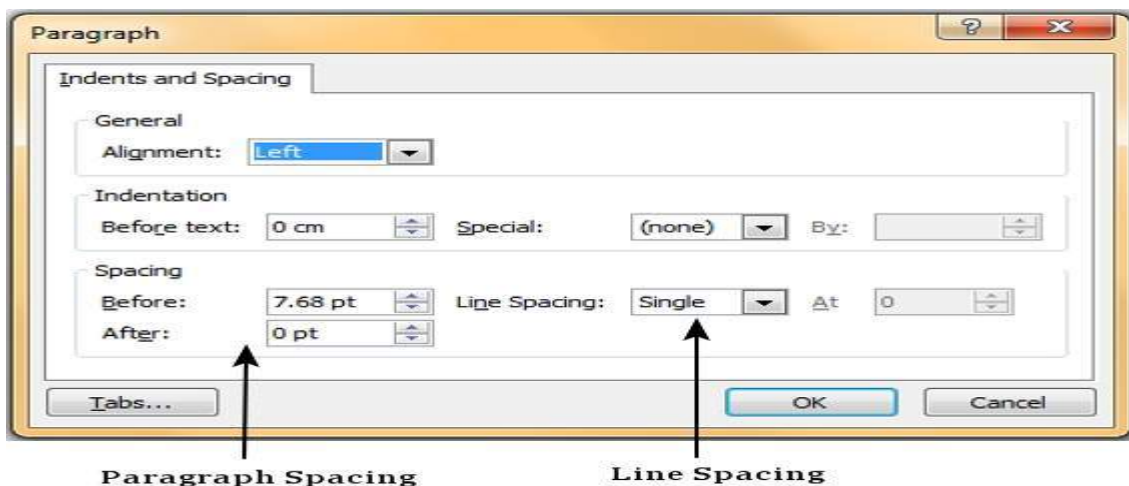 Paragraph
Indents and Spacing
General
Alignment: Left
Indentation
Before text: 0 cm Special: (none) By:
Spacing
Before: 7.68 pt Line Spacing: Single At 0
After: 0 pt
Tabs... OK Cancel
Paragraph Spacing Line Spacing